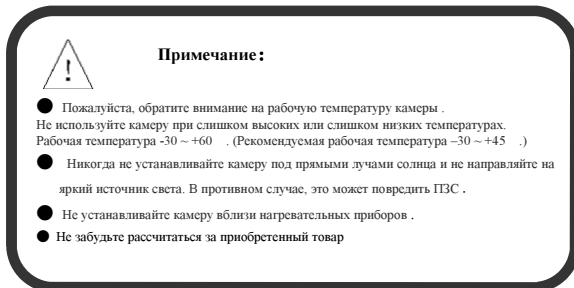 Примечание:
● Пожалуйста, обратите внимание на рабочую температуру камеры .
Не используйте камеру при слишком высоких или слишком низких температурах.
Рабочая температура -30 ~ +60 . (Рекомендуемая рабочая температура –30 ~ +45 .)
● Никогда не устанавливайте камеру под прямыми лучами солнца и не направляйте на
яркий источник света. В противном случае, это может повредить ПЗС .
● Не устанавливайте камеру вблизи нагревательных приборов .
● Не забудьте рассчитаться за приобретенный товар